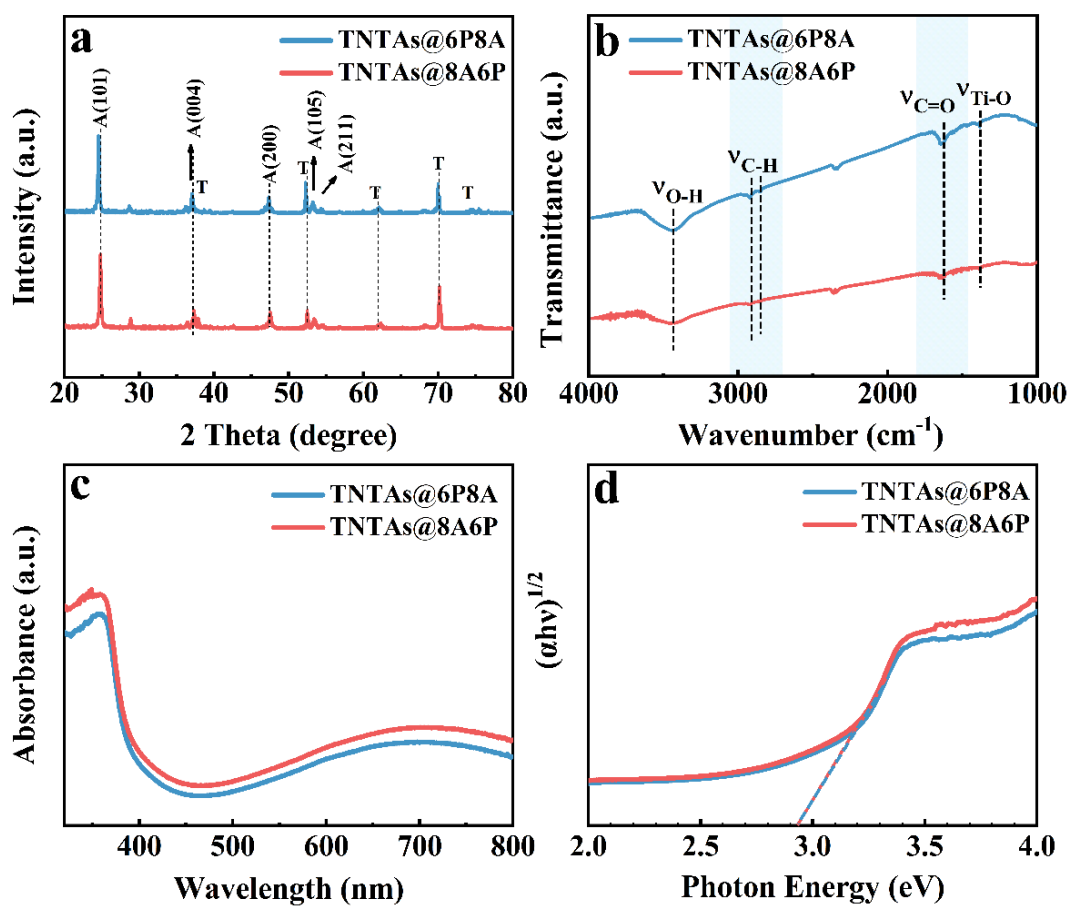 a
TNTAs@6P8A
TNTAs@8A6P
A(101)
A(004)
T
A(200)
T
A(105)
A(211)
T
T
T
Intensity (a.u.)
20 30 40 50 60 70 80
2 Theta (degree)
b
TNTAs@6P8A
TNTAs@8A6P
νO-H
νC-H
νC=O
νTi-O
Transmittance (a.u.)
4000 3000 2000 1000
Wavenumber (cm-1)
c
TNTAs@6P8A
TNTAs@8A6P
Absorbance (a.u.)
400 500 600 700 800
Wavelength (nm)
d
TNTAs@6P8A
TNTAs@8A6P
(αhν)1/2
2.0 2.5 3.0 3.5 4.0
Photon Energy (eV)